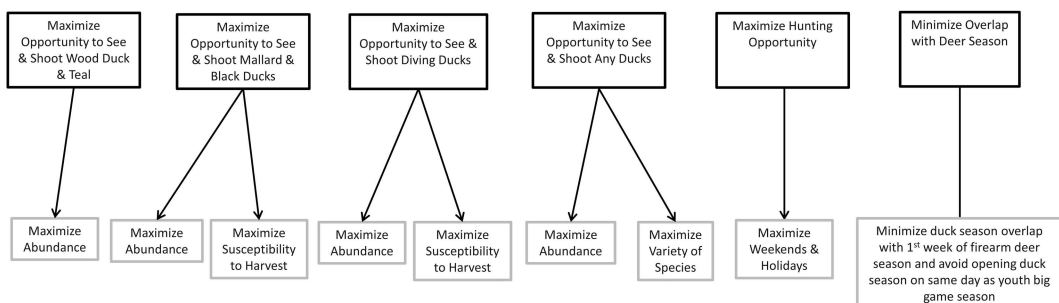 Maximize
Opportunity to See
& Shoot Wood Duck
& Teal
Maximize
Opportunity to See
& Shoot Mallard &
Black Ducks
Maximize
Opportunity to See &
Shoot Diving Ducks
Maximize
Opportunity to See
& Shoot Any Ducks
Maximize Hunting
Opportunity
Minimize Overlap
with Deer Season
Maximize
Abundance
Maximize
Abundance
Maximize
Susceptibility
to Harvest
Maximize
Abundance
Maximize
Susceptibility
to Harvest
Maximize
Abundance
Maximize
Variety of
Species
Maximize
Weekends &
Holidays
Minimize duck season overlap
with 1st week of firearm deer
season and avoid opening duck
season on same day as youth big
game season